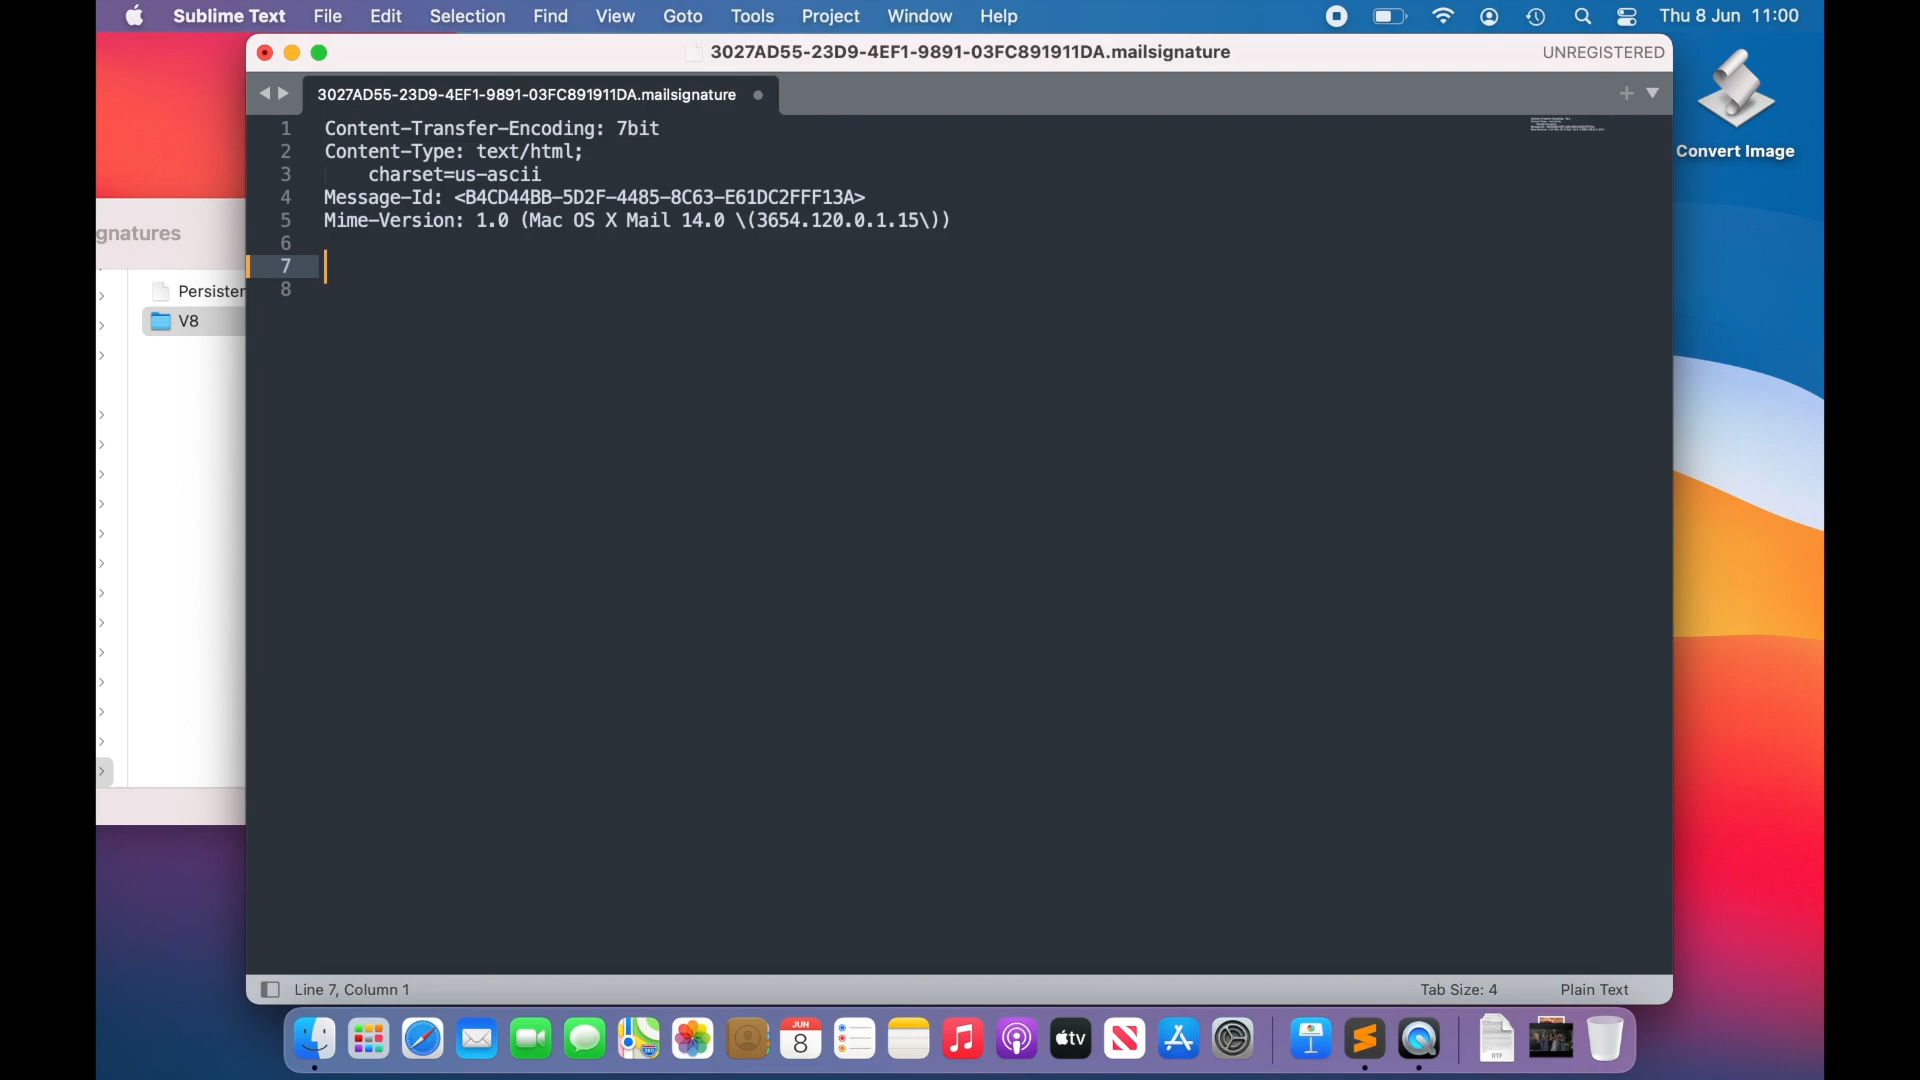 Sublime Text File Edit Selection Find View Goto Tools Project Window Help Thu 8 Jun 11:00
3027AD55-23D9-4EF1-9891-03FC891911DA.mailsignature UNREGISTERED
3027AD55-23D9-4EF1-9891-03FC891911DA.mailsignature
1 Content-Transfer-Encoding: 7bit
2 Content-Type: text/html;
3 charset=us-ascii
4 Message-Id: <B4CD44BB-5D2F-4485-8C63-E61DC2FFF13A>
5 Mime-Version: 1.0 (Mac OS X Mail 14.0 \(3654.120.0.1.15\))
6
7
8
gnatures
Persister
V8
Convert Image
Line 7, Column 1 Tab Size: 4 Plain Text
JUN
8
tv
RTF